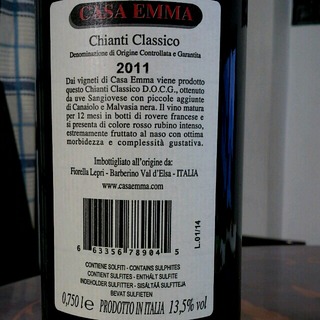 CASA EMMA
Chianti Classico
Denominazione di Origine Controllata e Garantita
2011
Dai vigneti di Casa Emma viene prodotto
questo Chianti Classico D.O.C.G., ottenuto
da uve Sangiovese con piccole aggiunte
di Canaiolo e Malvasia nera. Il vino matura
per 12 mesi in botti di rovere francese e
si presenta di colore rosso rubino intenso,
estremamente fruttato al naso con ottima
morbidezza e complessità gustativa.
Imbottigliato all'origine da:
Fiorella Lepri - Barberino Val d'Elsa - ITALIA
www.casaemma.com
6 63356 78904 5
L.01/14
CONTIENE SOLFITI - CONTAINS SULPHITES
CONTIENT SULFITES - ENTHÄLT SULFITE
INDEHOLDER SULFITTER - SISÄLTÄÄ SULFIITTEJA
BEVAT SULFIETEN
0,750 l e PRODOTTO IN ITALIA 13,5% vol